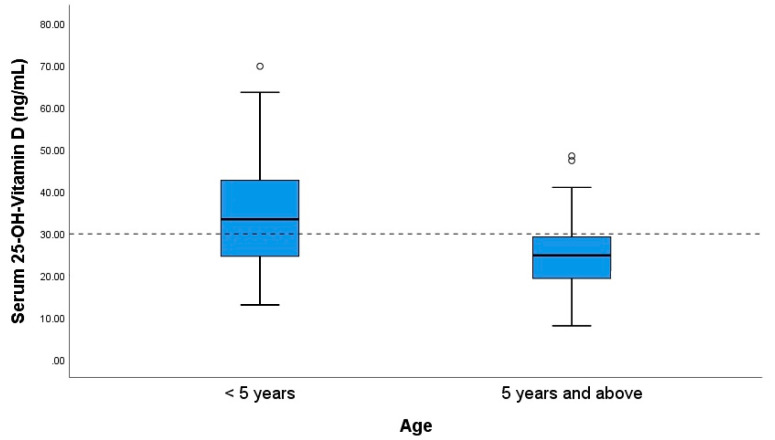 Serum 25-OH-Vitamin D (ng/mL)
80.00
70.00
60.00
50.00
40.00
30.00
20.00
10.00
.00
< 5 years
5 years and above
Age